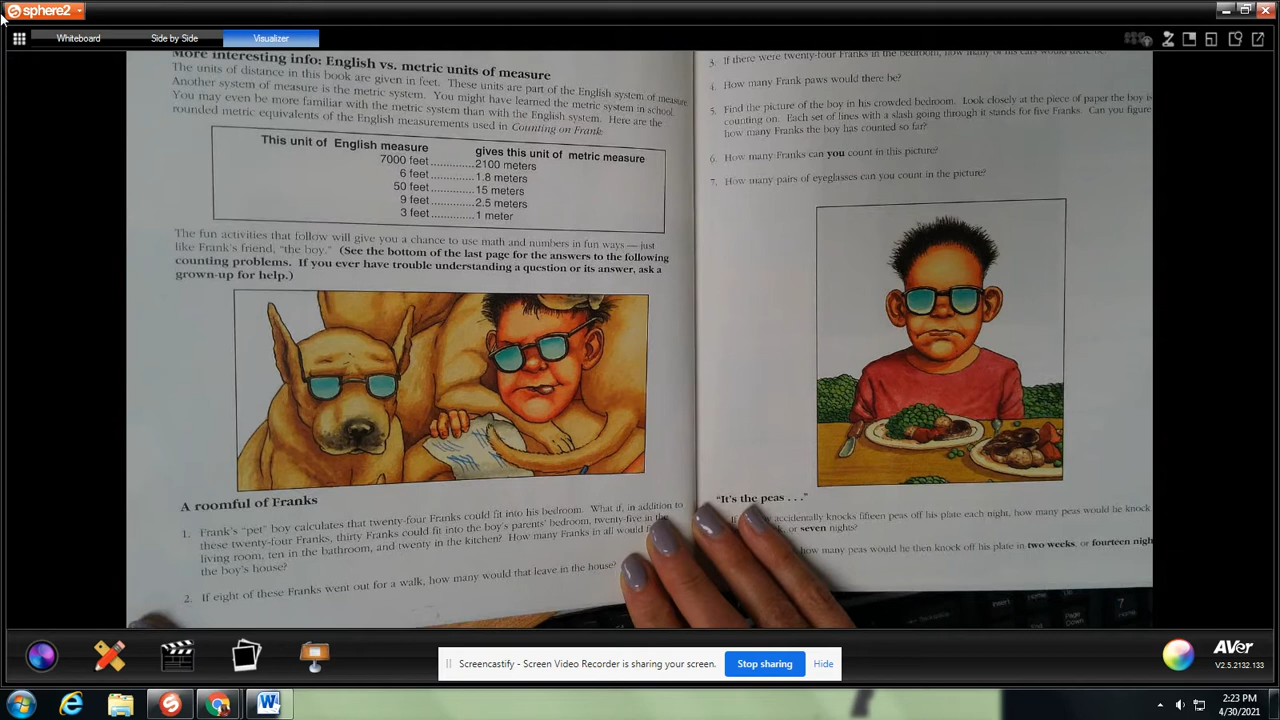 sphere2
Whiteboard
Side by Side
Visualizer
More interesting info: English vs. metric units of measure
The units of distance in this book are given in feet. These units are part of the English system of measure.
Another system of measure is the metric system. You might have learned the metric system in school.
You may even be more familiar with the metric system than with the English system. Here are the
rounded metric equivalents of the English measurements used in Counting on Frank.
This unit of English measure gives this unit of metric measure
7000 feet..............2100 meters
6 feet..............1.8 meters
50 feet..............15 meters
9 feet..............2.5 meters
3 feet..............1 meter
The fun activities that follow will give you a chance to use math and numbers in fun ways — just
like Frank's friend, "the boy." (See the bottom of the last page for the answers to the following
counting problems. If you ever have trouble understanding a question or its answer, ask a
grown-up for help.)
A roomful of Franks
1. Frank's "pet" boy calculates that twenty-four Franks could fit into his bedroom. What if, in addition to
these twenty-four Franks, thirty Franks could fit into the boy's parents' bedroom, twenty-five in the
living room, ten in the bathroom, and twenty in the kitchen? How many Franks in all would
the boy's house?
2. If eight of these Franks went out for a walk, how many would that leave in the house?
3. If there were twenty-four Franks in the bedroom, how many of his ears would there be?
4. How many Frank paws would there be?
5. Find the picture of the boy in his crowded bedroom. Look closely at the piece of paper the boy is
counting on. Each set of lines with a slash going through it stands for five Franks. Can you figure
how many Franks the boy has counted so far?
6. How many Franks can you count in this picture?
7. How many pairs of eyeglasses can you count in the picture?
"It's the peas . . ."
accidentally knocks fifteen peas off his plate each night, how many peas would he knock
or seven nights?
how many peas would he then knock off his plate in two weeks, or fourteen nigh
Insert
Home
Page
Down
7
Screencastify - Screen Video Recorder is sharing your screen.
Stop sharing
Hide
AVer
V2.5.2132.133
2:23 PM
4/30/2021